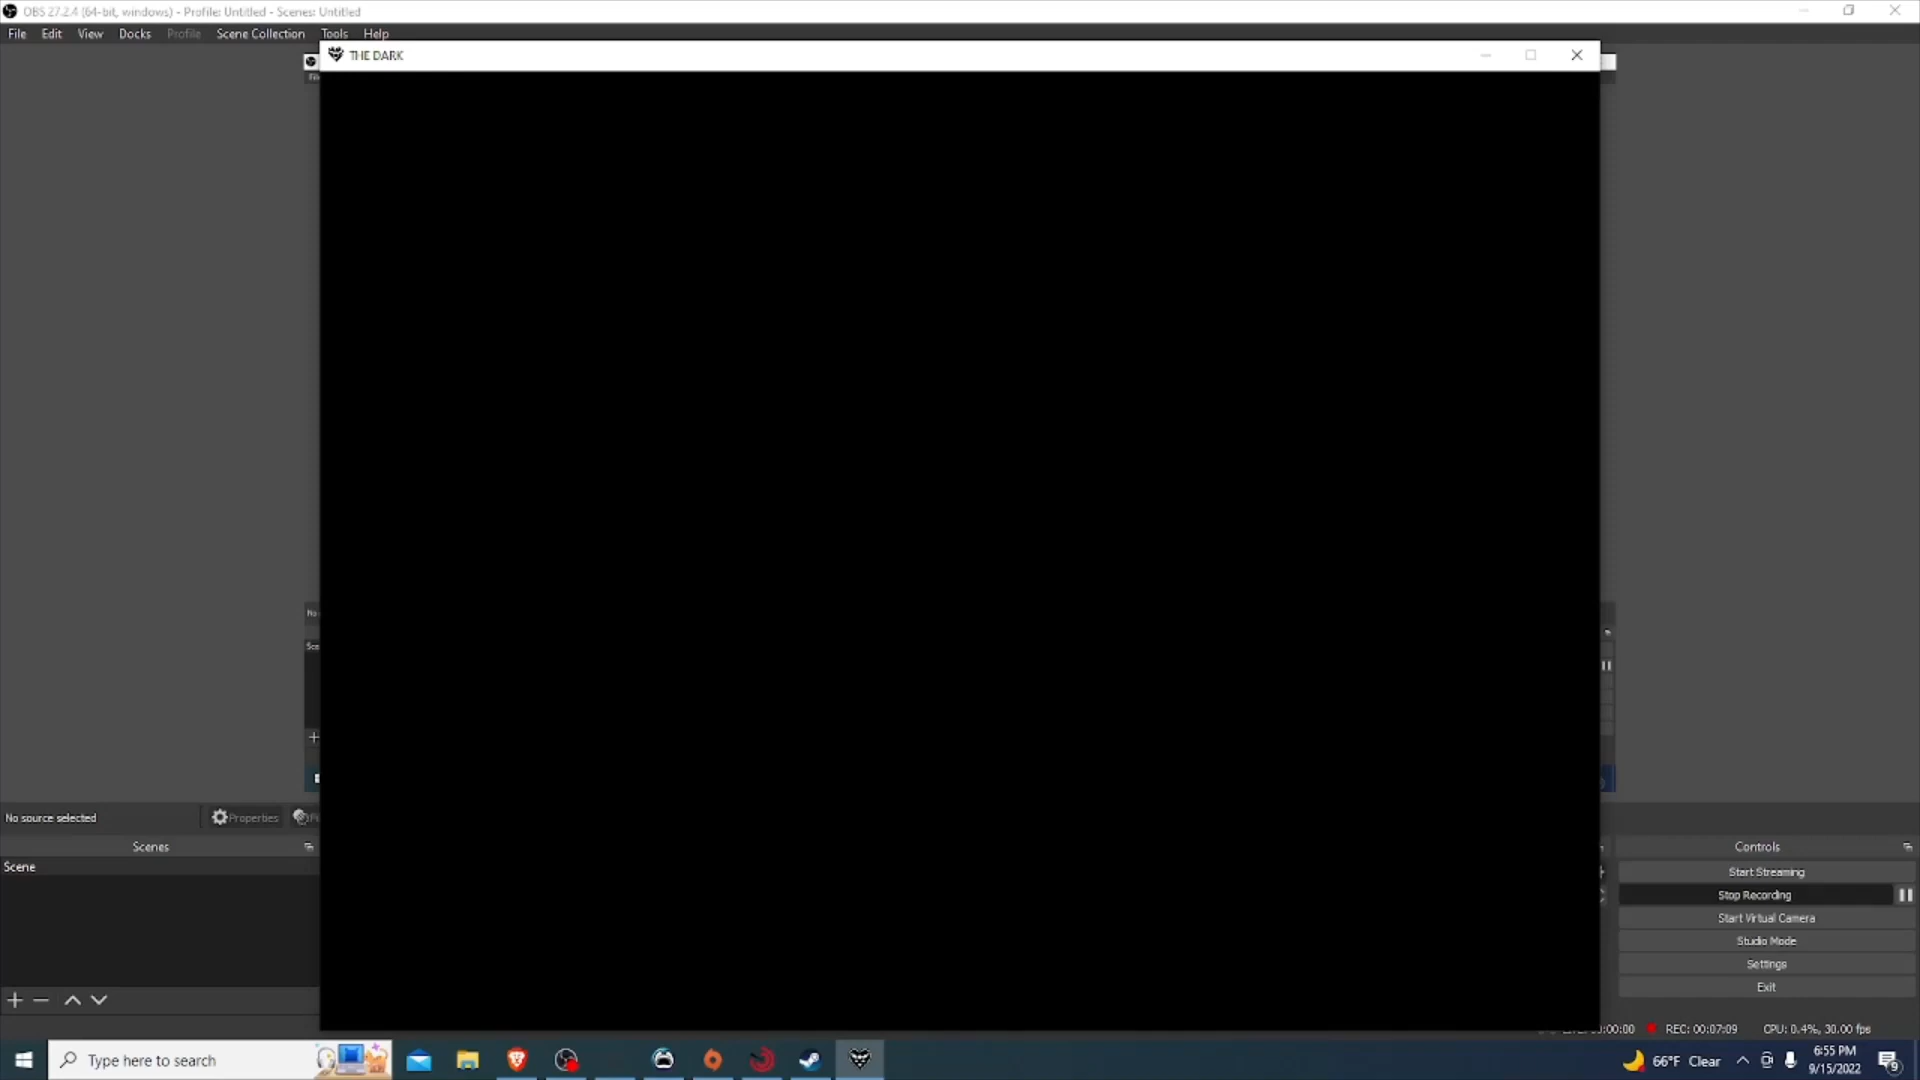 OBS 27.2.4 (64-bit, windows) - Profile: Untitled - Scenes: Untitled
File Edit View Docks Profile Scene Collection Tools Help
THE DARK
No
Sce
No source selected
Properties
Scenes
Controls
Scene
Start Streaming
Stop Recording
Start Virtual Camera
Studio Mode
Settings
Exit
REC: 00:07:09 CPU: 0.4%, 30.00 fps
Type here to search
66°F Clear
6:55 PM
9/15/2022
9